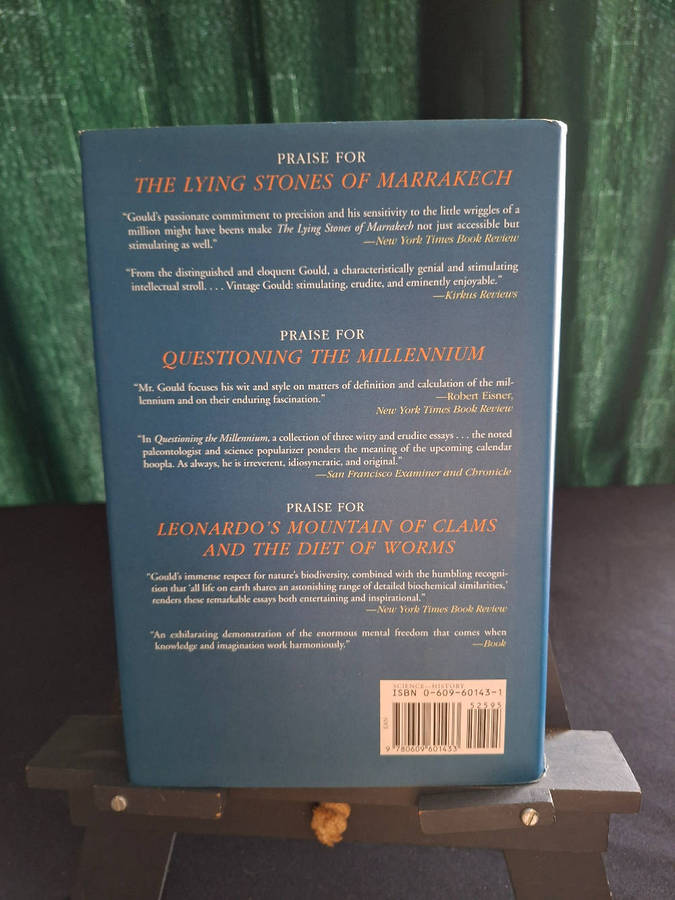 PRAISE FOR
THE LYING STONES OF MARRAKECH
“Gould’s passionate commitment to precision and his sensitivity to the little wriggles of a
million might have beens make The Lying Stones of Marrakech not just accessible but
stimulating as well.” —New York Times Book Review
“From the distinguished and eloquent Gould, a characteristically genial and stimulating
intellectual stroll. . . . Vintage Gould: stimulating, erudite, and eminently enjoyable.”
—Kirkus Reviews
PRAISE FOR
QUESTIONING THE MILLENNIUM
“Mr. Gould focuses his wit and style on matters of definition and calculation of the mil-
lennium and on their enduring fascination.” —Robert Eisner,
New York Times Book Review
“In Questioning the Millennium, a collection of three witty and erudite essays . . . the noted
paleontologist and science popularizer ponders the meaning of the upcoming calendar
hoopla. As always, he is irreverent, idiosyncratic, and original.”
—San Francisco Examiner and Chronicle
PRAISE FOR
LEONARDO’S MOUNTAIN OF CLAMS
AND THE DIET OF WORMS
“Gould’s immense respect for nature’s biodiversity, combined with the humbling recogni-
tion that ‘all life on earth shares an astonishing range of detailed biochemical similarities,’
renders these remarkable essays both entertaining and inspirational.”
—New York Times Book Review
“An exhilarating demonstration of the enormous mental freedom that comes when
knowledge and imagination work harmoniously.” —Book
SCIENCE—HISTORY
ISBN 0-609-60143-1
52595
EAN
9 780609 601433